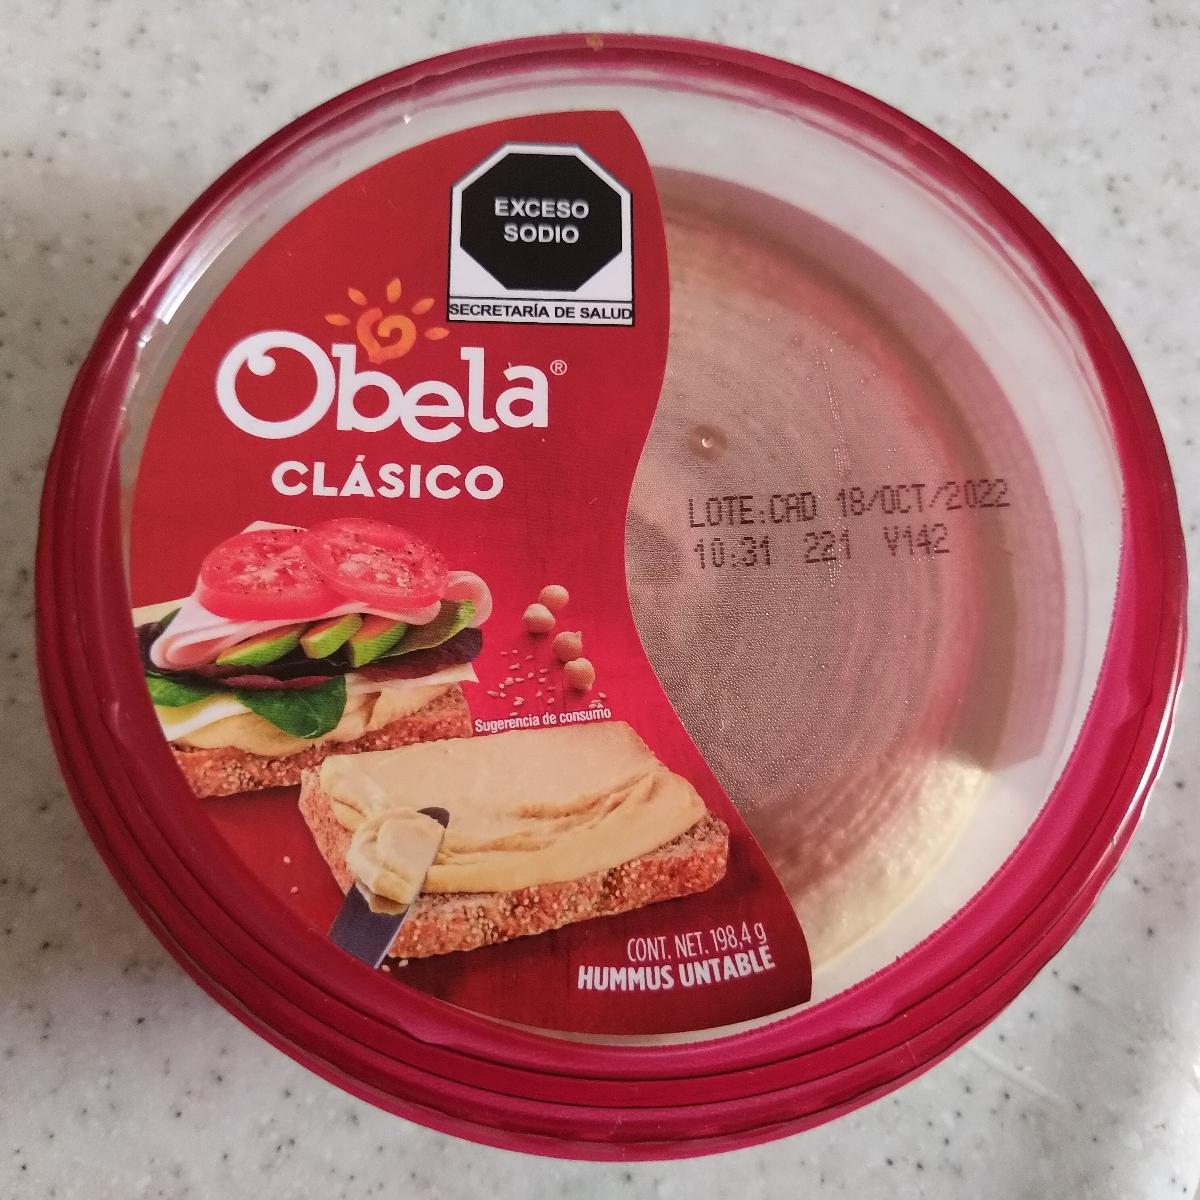 EXCESO
SODIO
SECRETARÍA DE SALUD
Obela®
CLÁSICO
LOTE:CAD 18/OCT/2022
10:31 221 V142
Sugerencia de consumo
CONT. NET. 198,4 g
HUMMUS UNTABLE